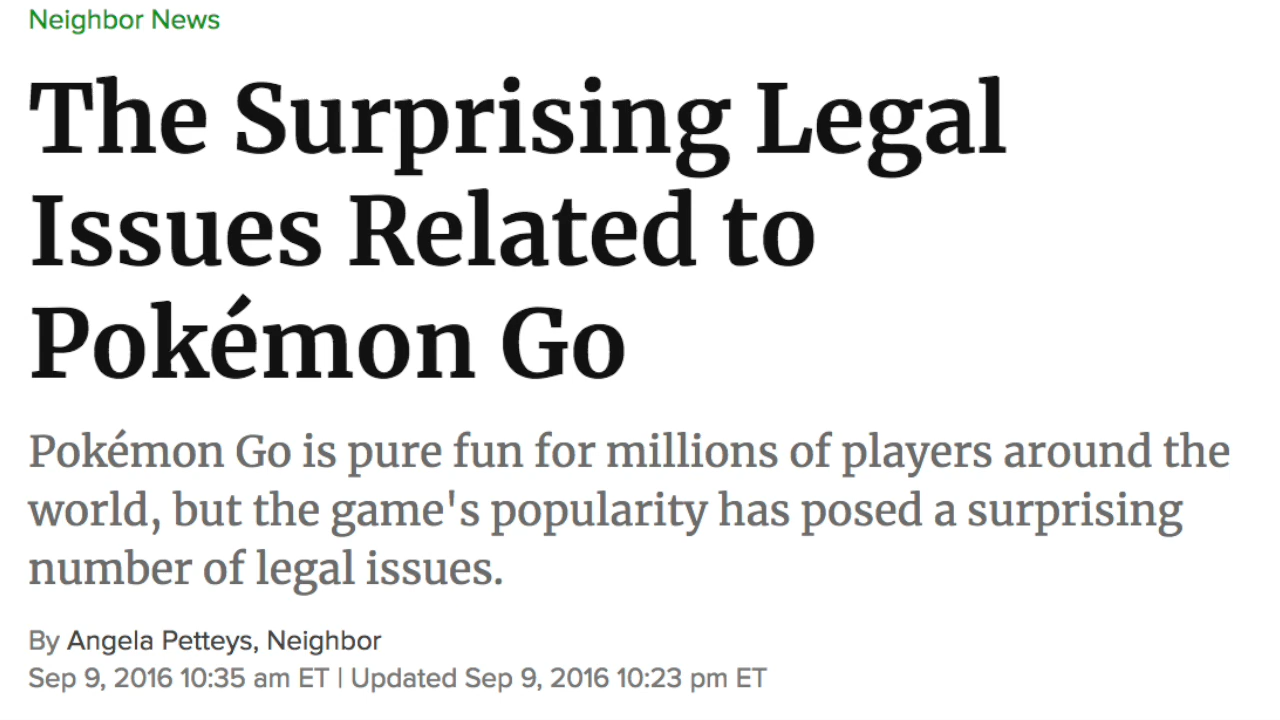 Neighbor News
The Surprising Legal
Issues Related to
Pokémon Go
Pokémon Go is pure fun for millions of players around the
world, but the game's popularity has posed a surprising
number of legal issues.
By Angela Petteys, Neighbor
Sep 9, 2016 10:35 am ET | Updated Sep 9, 2016 10:23 pm ET